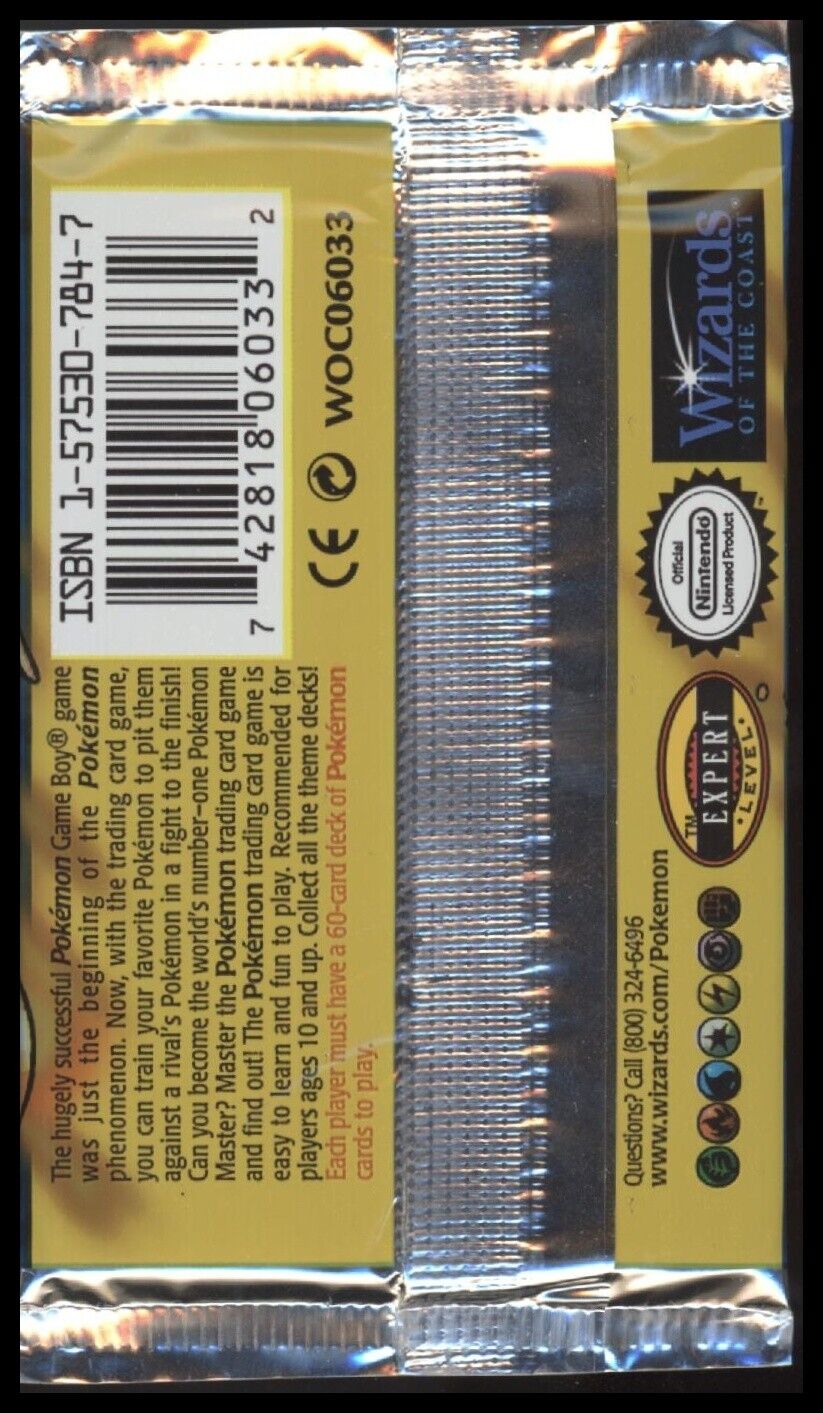 The hugely successful Pokémon Game Boy® game
was just the beginning of the Pokémon
phenomenon. Now, with the trading card game,
you can train your favorite Pokémon to pit them
against a rival's Pokémon in a fight to the finish!
Can you become the world's number-one Pokémon
Master? Master the Pokémon trading card game
and find out! The Pokémon trading card game is
easy to learn and fun to play. Recommended for
players ages 10 and up. Collect all the theme decks!
Each player must have a 60-card deck of Pokémon
cards to play.
ISBN 1-57530-784-7
7 42818 06033 2
CE WOC06033
Questions? Call (800) 324-6496
www.wizards.com/Pokemon
EXPERT™
LEVEL
Official
Nintendo
Licensed Product
™
Wizards
OF THE COAST®